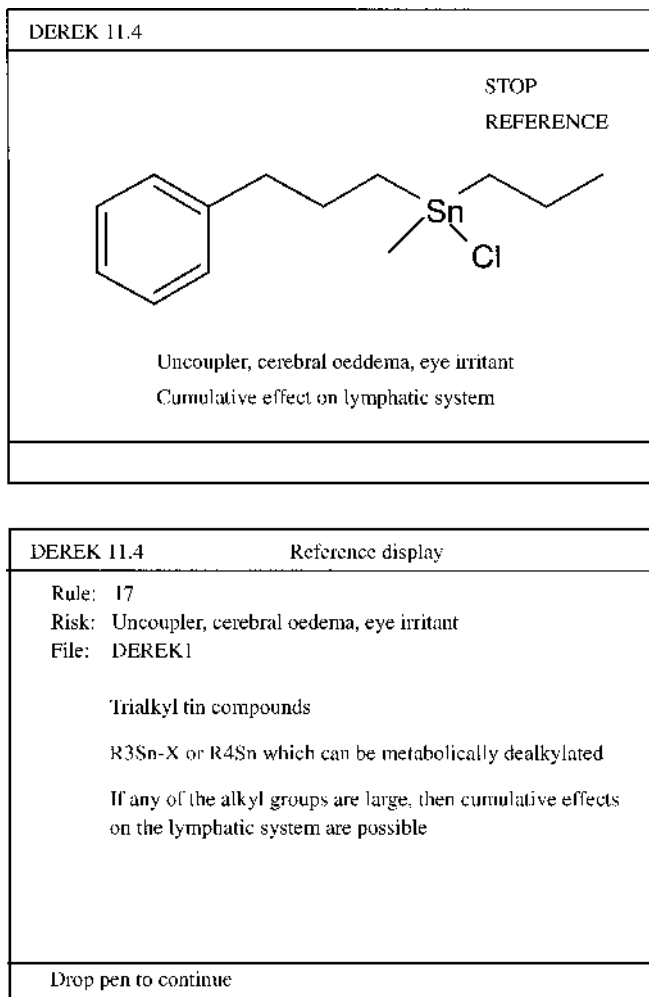 DEREK 11.4
STOP
REFERENCE
Sn
Cl
Uncoupler, cerebral oeddema, eye irritant
Cumulative effect on lymphatic system
DEREK 11.4 Reference display
Rule: 17
Risk: Uncoupler, cerebral oedema, eye irritant
File: DEREK1
Trialkyl tin compounds
R3Sn-X or R4Sn which can be metabolically dealkylated
If any of the alkyl groups are large, then cumulative effects
on the lymphatic system are possible
Drop pen to continue